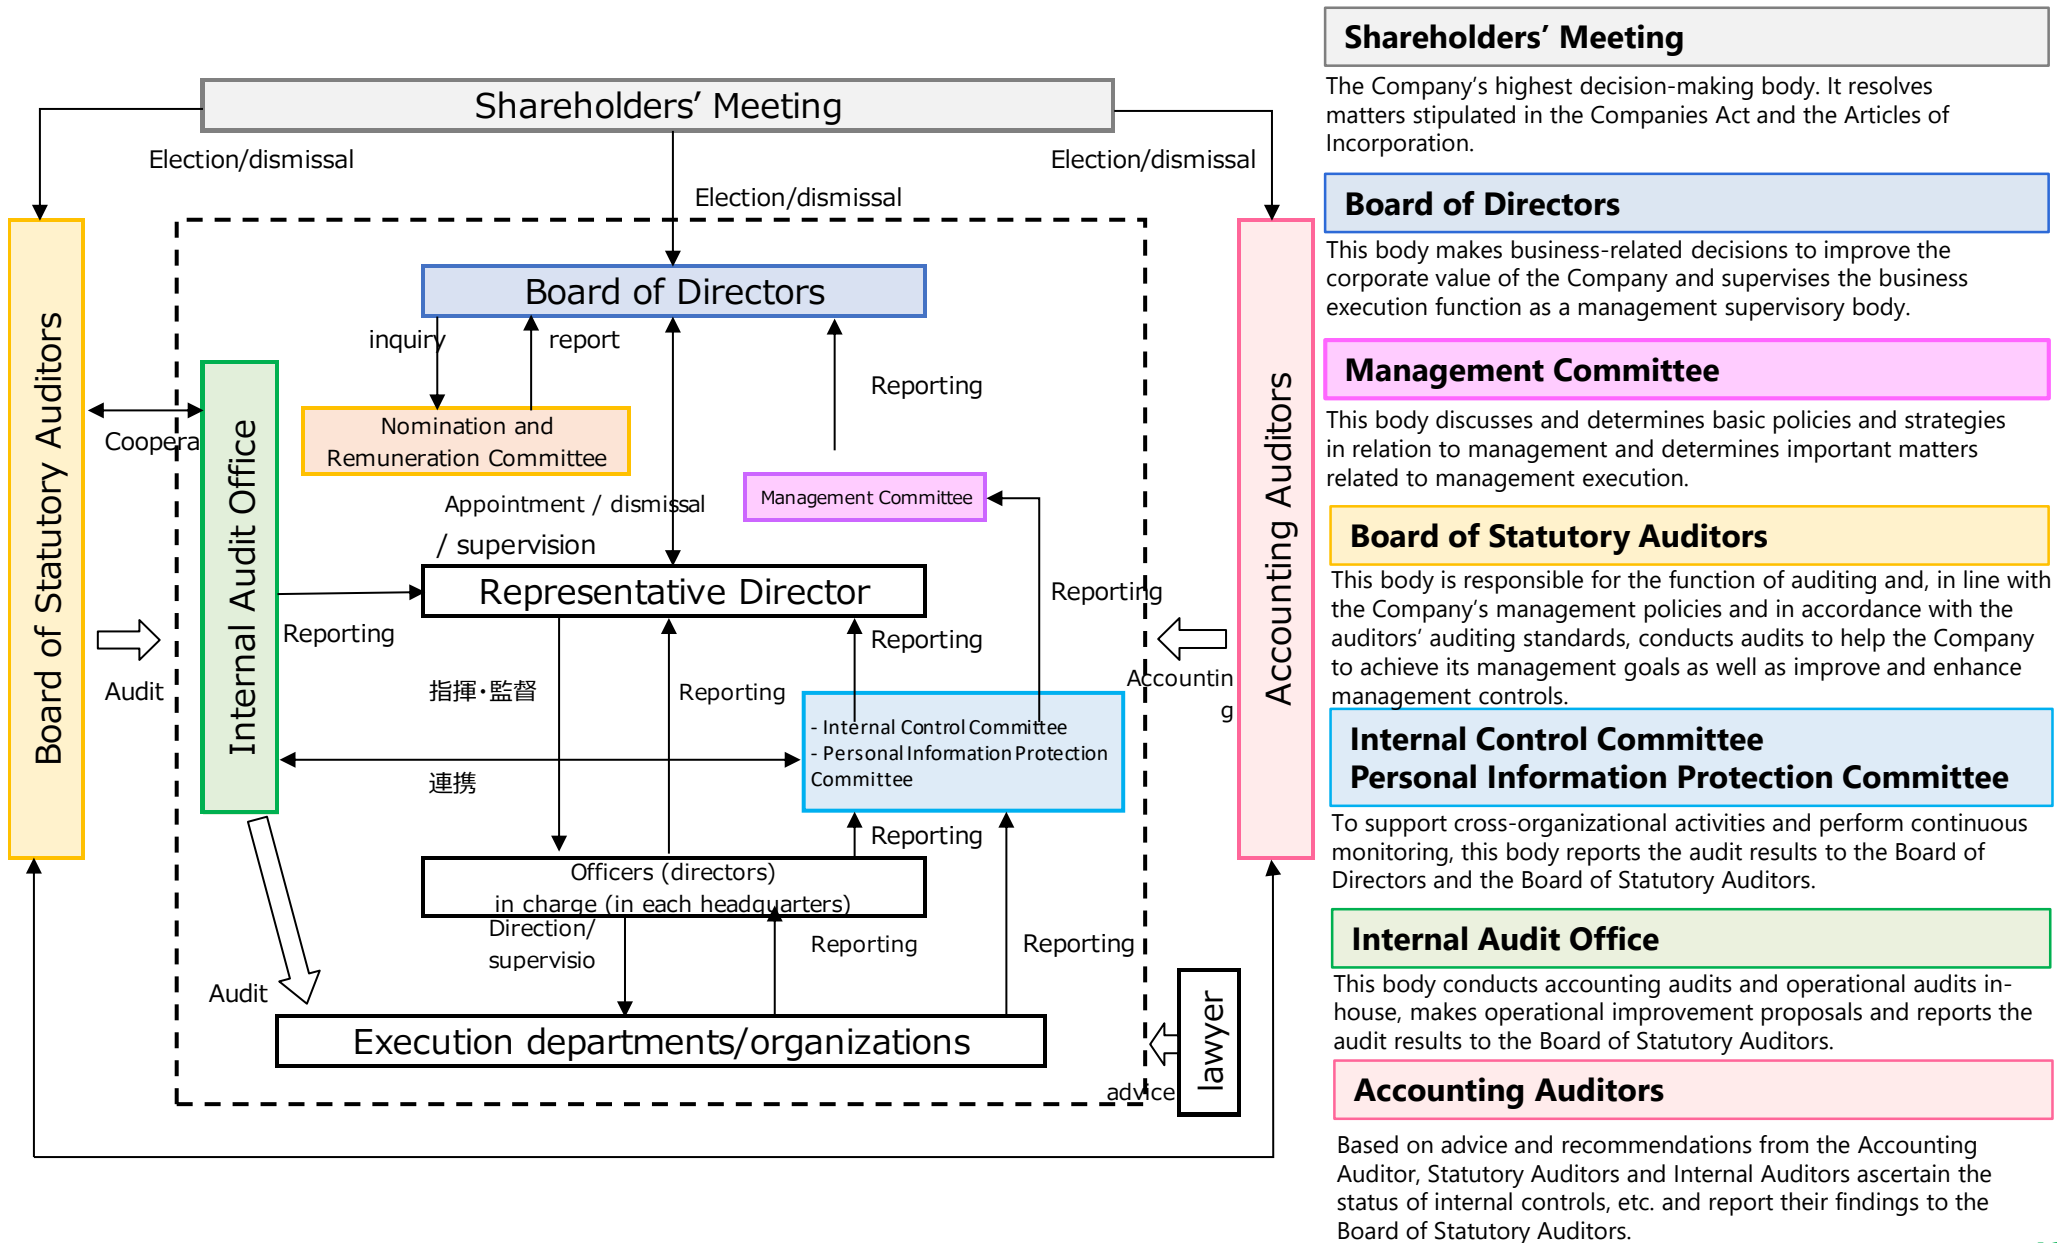 Shareholders' Meeting
Election/dismissal
Election/dismissal
Election/dismissal
Board of Statutory Auditors
Board of Directors
inquiry
report
Reporting
Internal Audit Office
Coopera
Nomination and
Remuneration Committee
Management Committee
Appointment / dismissal
/ supervision
Representative Director
Reporting
Reporting
Reporting
Reporting
Audit
指揮・監督
Accountin
g
Accounting Auditors
- Internal Control Committee
- Personal Information Protection
Committee
連携
Reporting
Officers (directors)
in charge (in each headquarters)
Direction/
supervisio
Reporting
Reporting
Audit
Execution departments/organizations
lawyer
advice
Shareholders' Meeting
The Company's highest decision-making body. It resolves
matters stipulated in the Companies Act and the Articles of
Incorporation.
Board of Directors
This body makes business-related decisions to improve the
corporate value of the Company and supervises the business
execution function as a management supervisory body.
Management Committee
This body discusses and determines basic policies and strategies
in relation to management and determines important matters
related to management execution.
Board of Statutory Auditors
This body is responsible for the function of auditing and, in line with
the Company's management policies and in accordance with the
auditors' auditing standards, conducts audits to help the Company
to achieve its management goals as well as improve and enhance
management controls.
Internal Control Committee
Personal Information Protection Committee
To support cross-organizational activities and perform continuous
monitoring, this body reports the audit results to the Board of
Directors and the Board of Statutory Auditors.
Internal Audit Office
This body conducts accounting audits and operational audits in-
house, makes operational improvement proposals and reports the
audit results to the Board of Statutory Auditors.
Accounting Auditors
Based on advice and recommendations from the Accounting
Auditor, Statutory Auditors and Internal Auditors ascertain the
status of internal controls, etc. and report their findings to the
Board of Statutory Auditors.